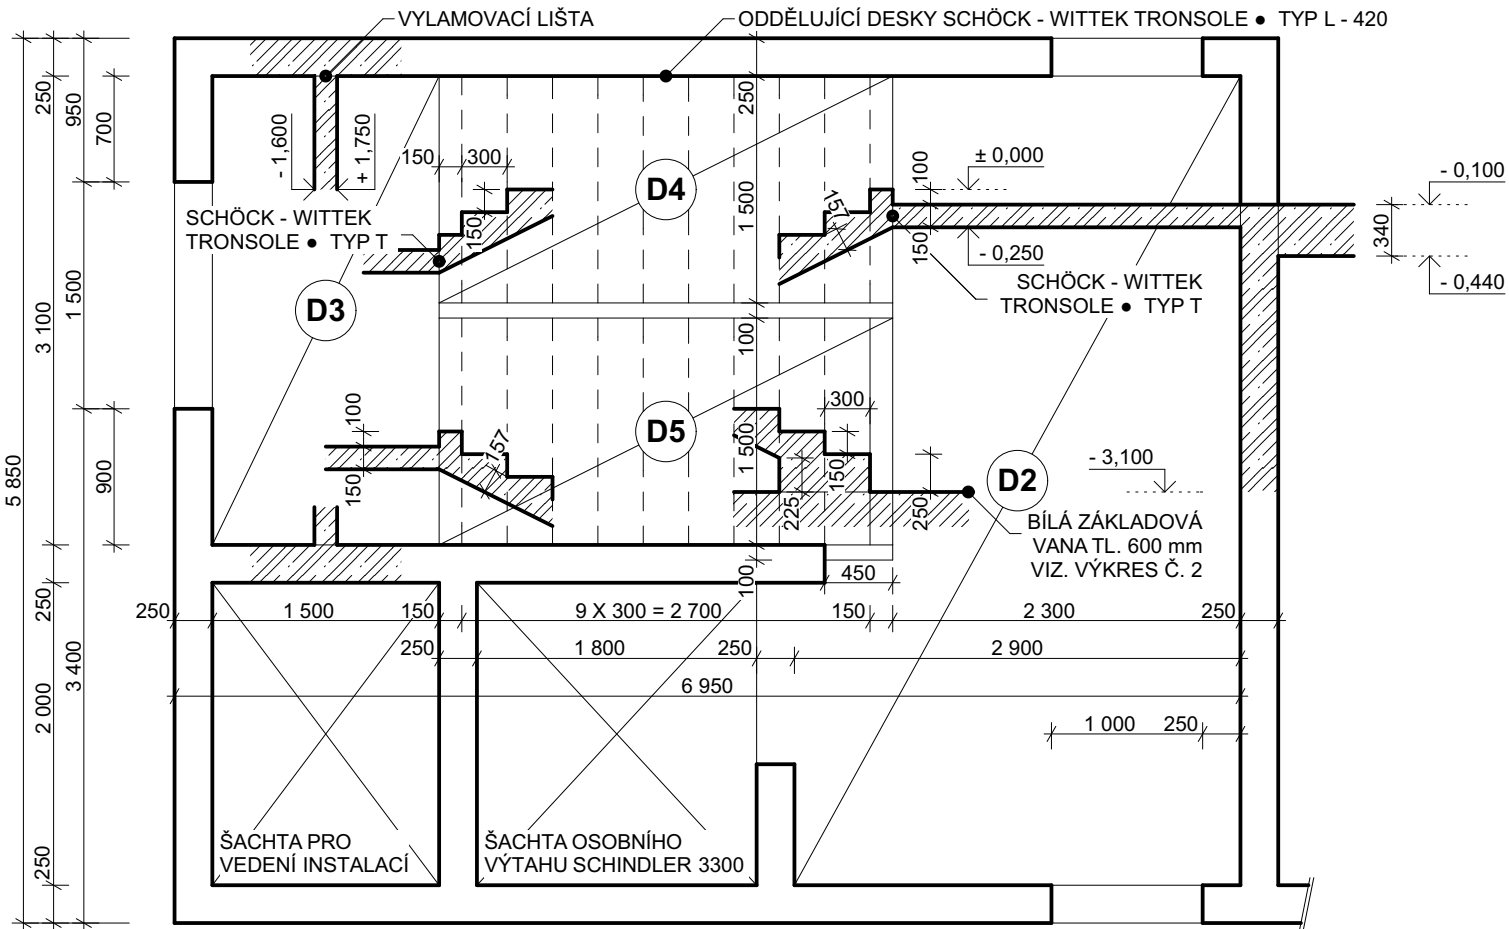 VYLAMOVACÍ LIŠTA
ODDĚLUJÍCÍ DESKY SCHÖCK - WITTEK TRONSOLE ● TYP L - 420
250
950
700
- 1,600
+ 1,750
150
300
150
D4
250
1 500
157
100
± 0,000
150
- 0,250
- 0,100
340
- 0,440
SCHÖCK - WITTEK
TRONSOLE ● TYP T
SCHÖCK - WITTEK
TRONSOLE ● TYP T
D3
5 850
3 100
1 500
900
100
150
157
D5
100
1 500
300
150
225
250
D2
- 3,100
BÍLÁ ZÁKLADOVÁ
VANA TL. 600 mm
VIZ. VÝKRES Č. 2
100
450
250
1 500
150
9 X 300 = 2 700
150
2 300
250
250
1 800
250
2 900
6 950
1 000
250
250
2 000
3 400
250
ŠACHTA PRO
VEDENÍ INSTALACÍ
ŠACHTA OSOBNÍHO
VÝTAHU SCHINDLER 3300